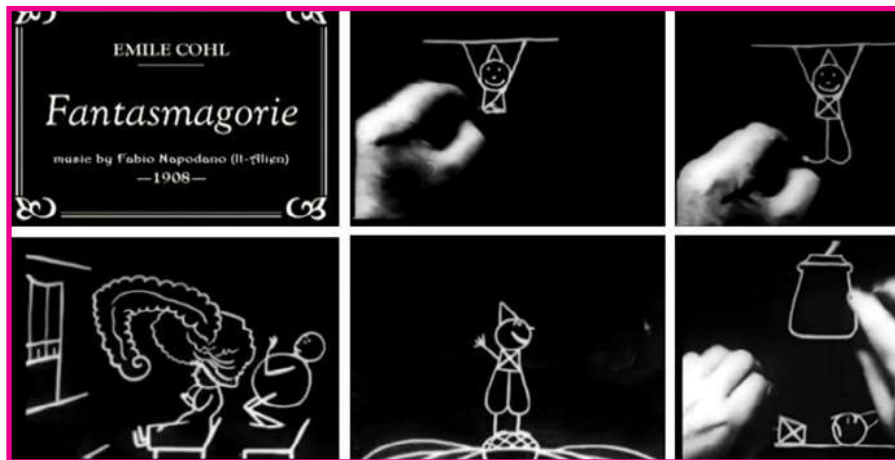 EMILE COHL
Fantasmagorie
music by Fabio Napodano (It-Alien)
—1908—